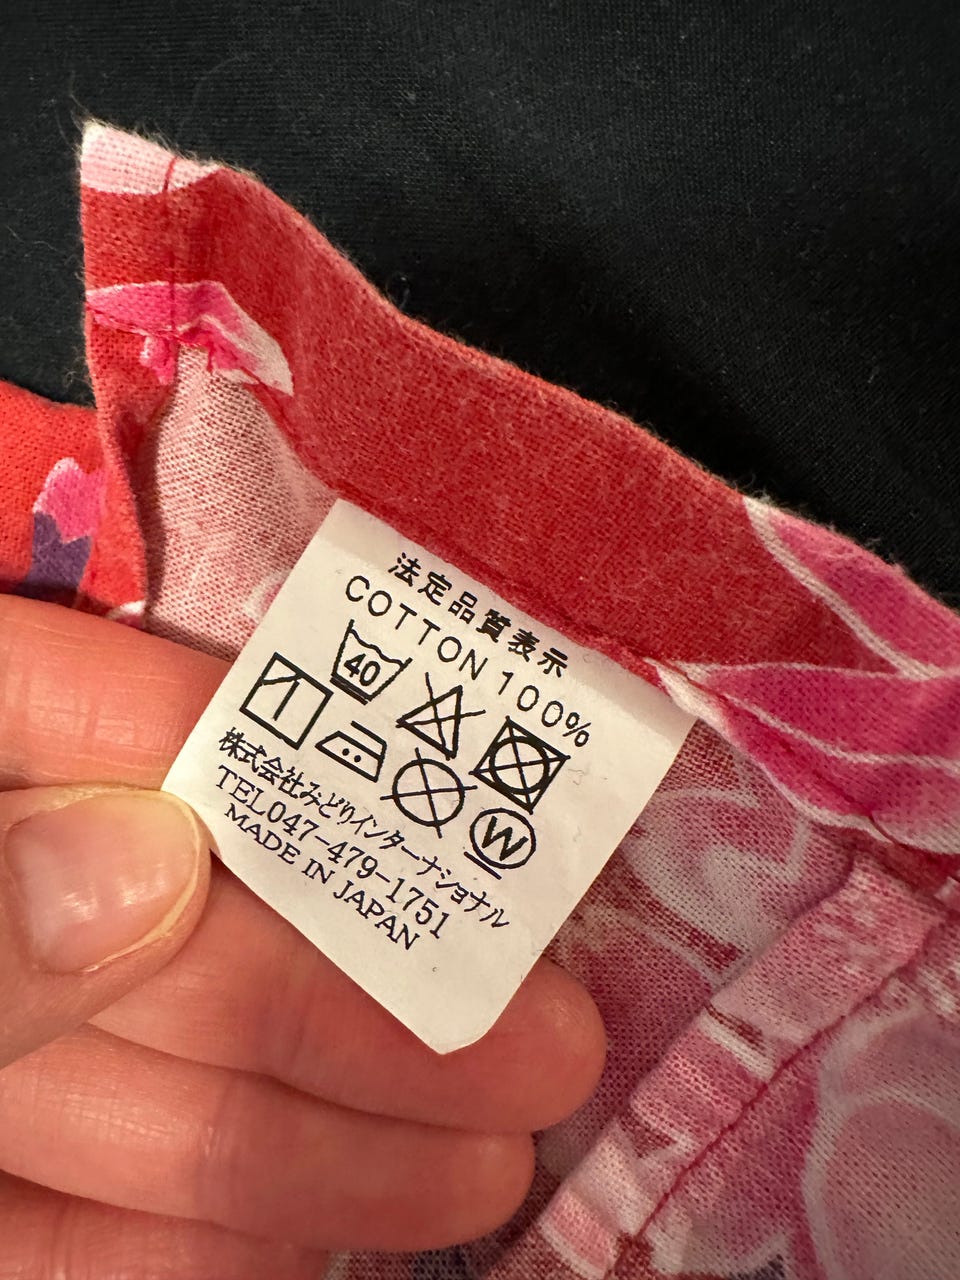 法定品質表示
COTTON 100%
40
W
株式会社みどりインターナショナル
TEL047-479-1751
MADE IN JAPAN